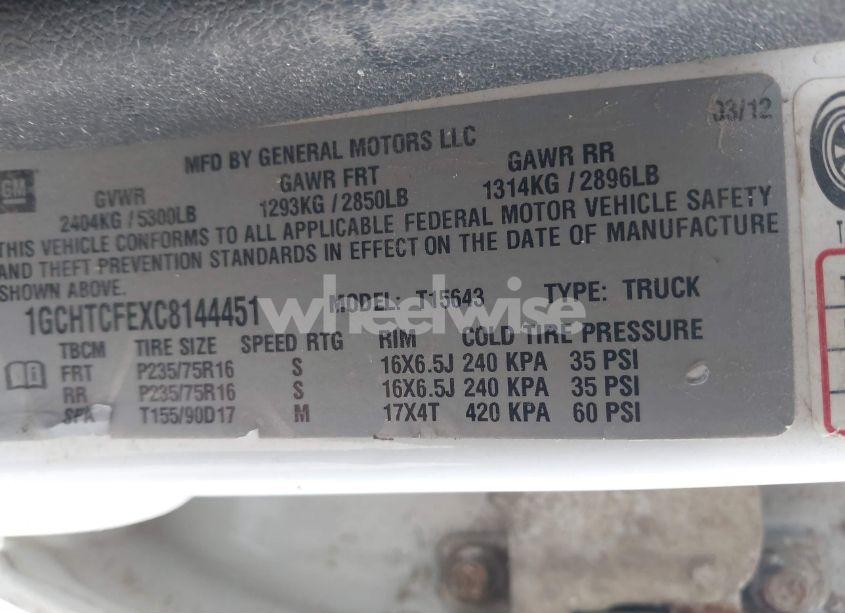 03/12
MFD BY GENERAL MOTORS LLC
GM
GVWR GAWR FRT GAWR RR
2404KG / 5300LB 1293KG / 2850LB 1314KG / 2896LB
THIS VEHICLE CONFORMS TO ALL APPLICABLE FEDERAL MOTOR VEHICLE SAFETY
AND THEFT PREVENTION STANDARDS IN EFFECT ON THE DATE OF MANUFACTURE
SHOWN ABOVE.
1GCHTCFEXC8144451 MODEL: T15643 TYPE: TRUCK
wheelwise
TBCM TIRE SIZE SPEED RTG RIM COLD TIRE PRESSURE
FRT P235/75R16 S 16X6.5J 240 KPA 35 PSI
RR P235/75R16 S 16X6.5J 240 KPA 35 PSI
SPA T155/90D17 M 17X4T 420 KPA 60 PSI